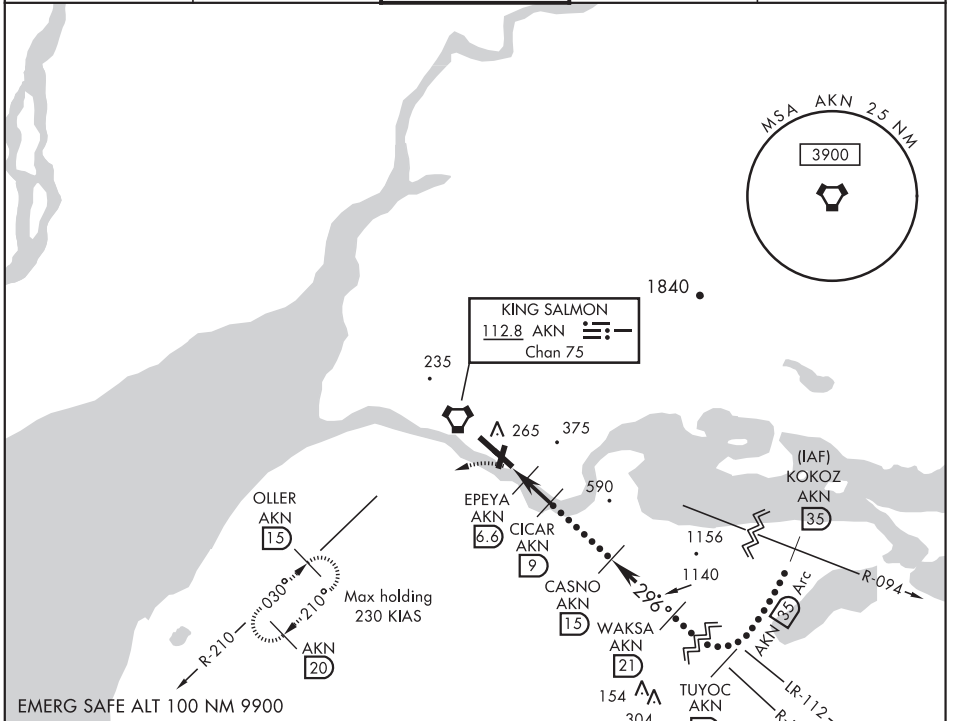 MSA AKN 25 NM
3900
1840
KING SALMON
112.8 AKN
Chan 75
235
265
375
(IAF)
KOKOZ
AKN
35
590
EPEYA
AKN
6.6
CICAR
AKN
9
OLLER
AKN
15
1156
1140
R-094
CASNO
AKN
15
296°
030°
210°
Max holding
230 KIAS
AKN 35 Arc
WAKSA
AKN
21
R-210
AKN
20
154
304
TUYOC
AKN
LR-112
EMERG SAFE ALT 100 NM 9900